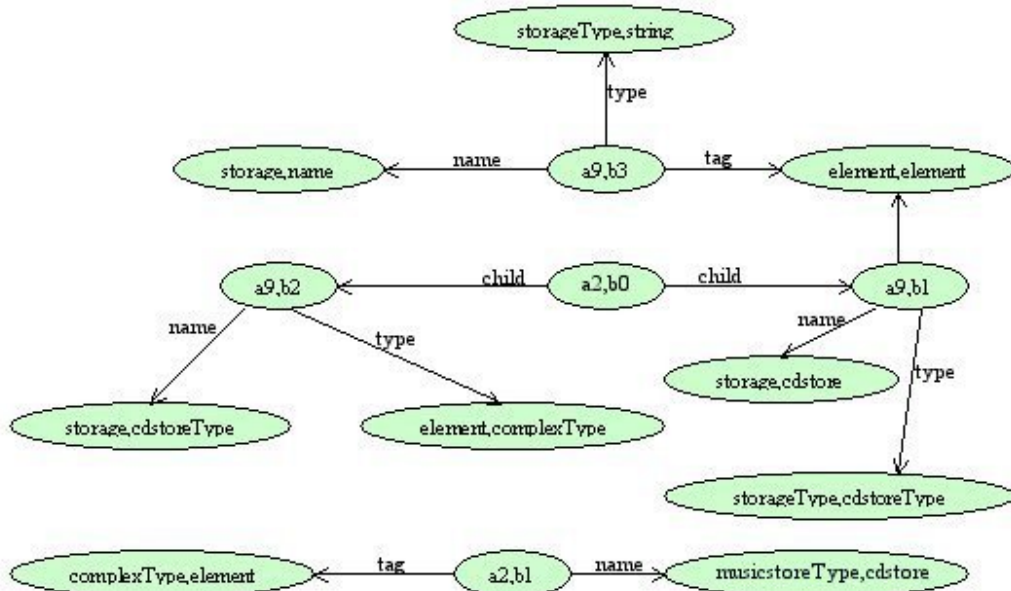 storageType,string
type
storage,name
name
a9,b3
tag
element,element
a9,b2
child
a2,b0
child
a9,b1
name
type
name
storage,cdstore
type
storage,cdstoreType
element,complexType
storageType,cdstoreType
complexType,element
tag
a2,b1
name
musicstoreType,cdstore